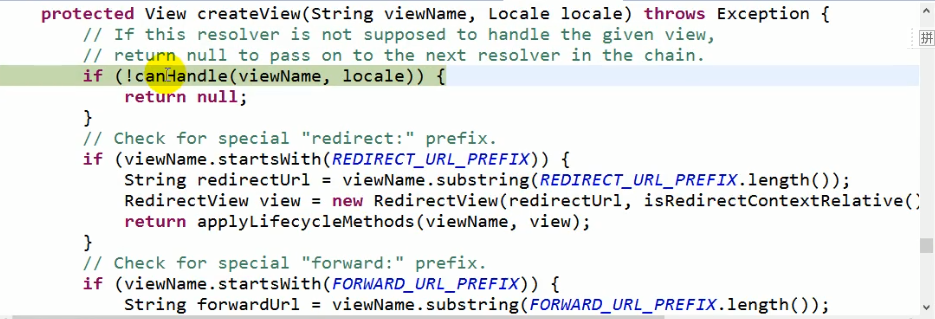 protected View createView(String viewName, Locale locale) throws Exception {
// If this resolver is not supposed to handle the given view,
// return null to pass on to the next resolver in the chain.
if (!canHandle(viewName, locale)) {
return null;
}
// Check for special "redirect:" prefix.
if (viewName.startsWith(REDIRECT_URL_PREFIX)) {
String redirectUrl = viewName.substring(REDIRECT_URL_PREFIX.length());
RedirectView view = new RedirectView(redirectUrl, isRedirectContextRelative()
return applyLifecycleMethods(viewName, view);
}
// Check for special "forward:" prefix.
if (viewName.startsWith(FORWARD_URL_PREFIX)) {
String forwardUrl = viewName.substring(FORWARD_URL_PREFIX.length());
拼